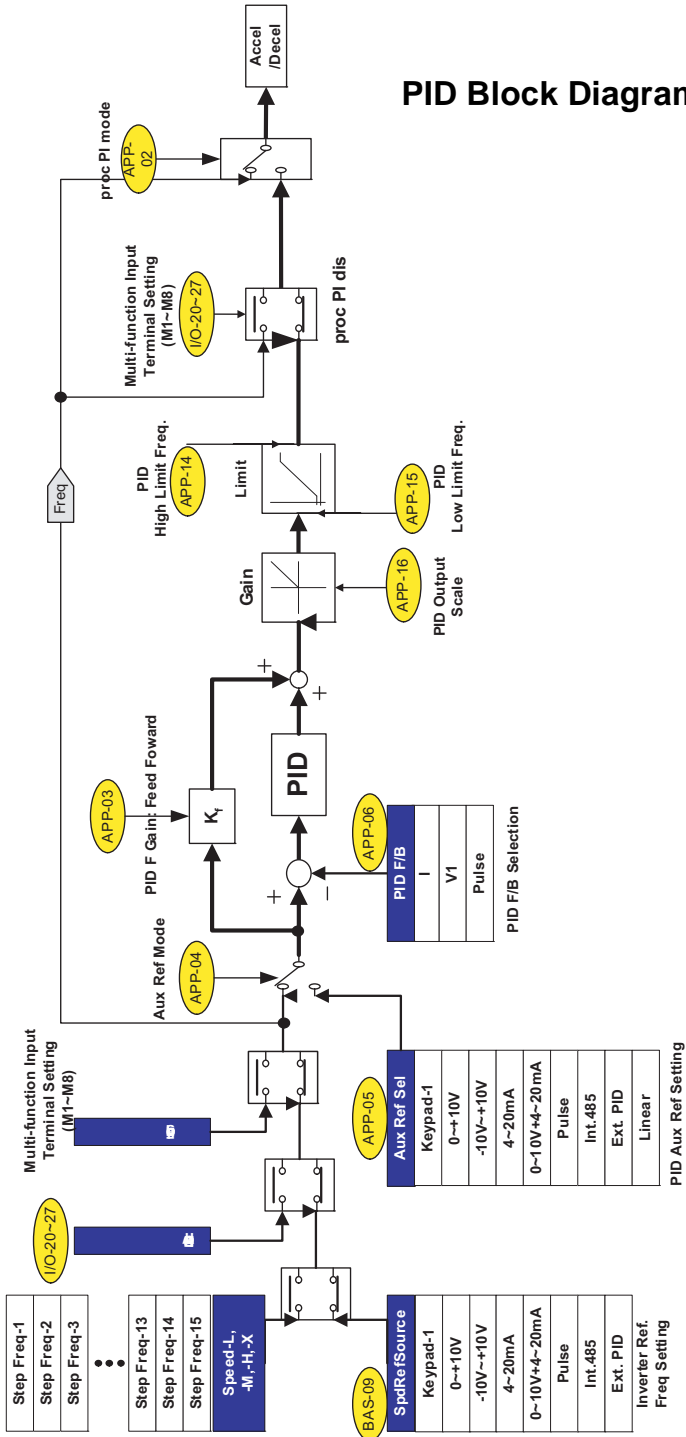 PID Block Diagran
Step Freq-1
Step Freq-2
Step Freq-3
Step Freq-13
Step Freq-14
Step Freq-15
Speed-L,
-M,-H,-X
BAS-09
SpdRefSource
Keypad-1
0~+10V
-10V~+10V
4~20mA
0~10V+4~20mA
Pulse
Int.485
Ext. PID
Inverter Ref.
Freq Setting
I/O-20~27
Multi-function Input
Terminal Setting
(M1~M8)
Aux Ref Mode
APP-04
APP-05
Aux Ref Sel
Keypad-1
0~+10V
-10V~+10V
4~20mA
0~10V+4~20mA
Pulse
Int.485
Ext. PID
Linear
PID Aux Ref Setting
APP-03
PID F Gain: Feed Foward
Kf
+
−
PID
+
+
APP-06
PID F/B
I
V1
Pulse
PID F/B Selection
Freq
Gain
APP-16
PID Output
Scale
PID
High Limit Freq.
APP-14
Limit
APP-15
PID
Low Limit Freq.
Multi-function Input
Terminal Setting
(M1~M8)
I/O-20~27
proc PI dis
proc PI mode
APP-
02
Accel
/Decel